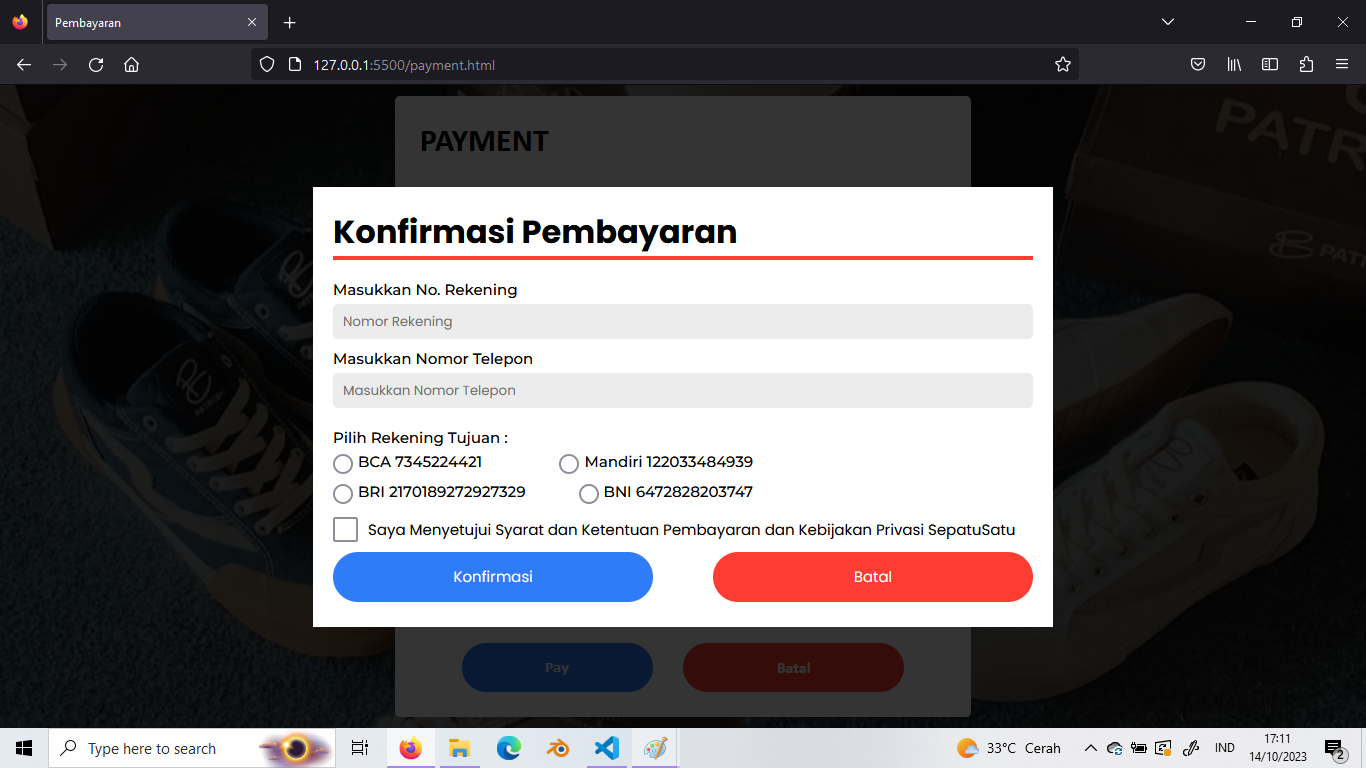 Pembayaran
127.0.0.1:5500/payment.html
PAYMENT
PATR
PATR
PATROBA
Konfirmasi Pembayaran
Masukkan No. Rekening
Nomor Rekening
Masukkan Nomor Telepon
Masukkan Nomor Telepon
Pilih Rekening Tujuan :
BCA 7345224421 Mandiri 122033484939
BRI 2170189272927329 BNI 6472828203747
Saya Menyetujui Syarat dan Ketentuan Pembayaran dan Kebijakan Privasi SepatuSatu
Konfirmasi Batal
Pay Batal
Type here to search
33°C Cerah
IND
17:11
14/10/2023
2